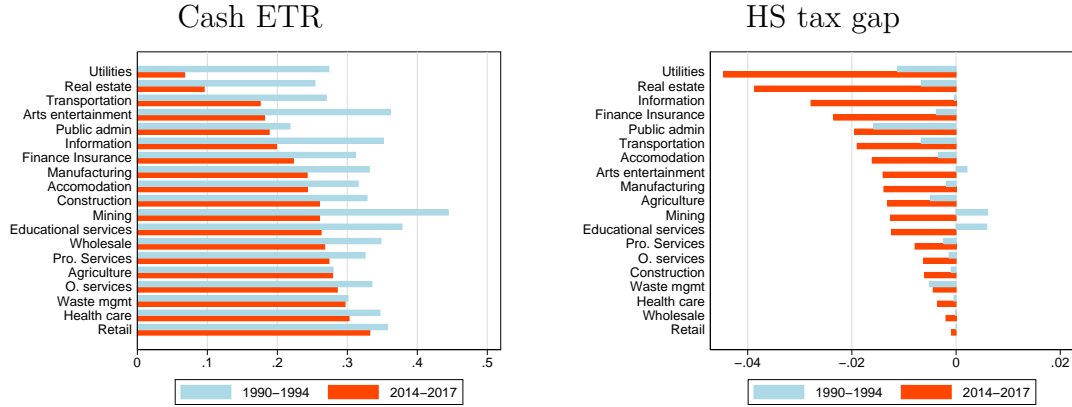 Cash ETR
Utilities
Real estate
Transportation
Arts entertainment
Public admin
Information
Finance Insurance
Manufacturing
Accomodation
Construction
Mining
Educational services
Wholesale
Pro. Services
Agriculture
O. services
Waste mgmt
Health care
Retail
0 .1 .2 .3 .4 .5
1990−1994 2014−2017
HS tax gap
Utilities
Real estate
Information
Finance Insurance
Public admin
Transportation
Accomodation
Arts entertainment
Manufacturing
Agriculture
Mining
Educational services
Pro. Services
O. services
Construction
Waste mgmt
Health care
Wholesale
Retail
−.04 −.02 0 .02
1990−1994 2014−2017